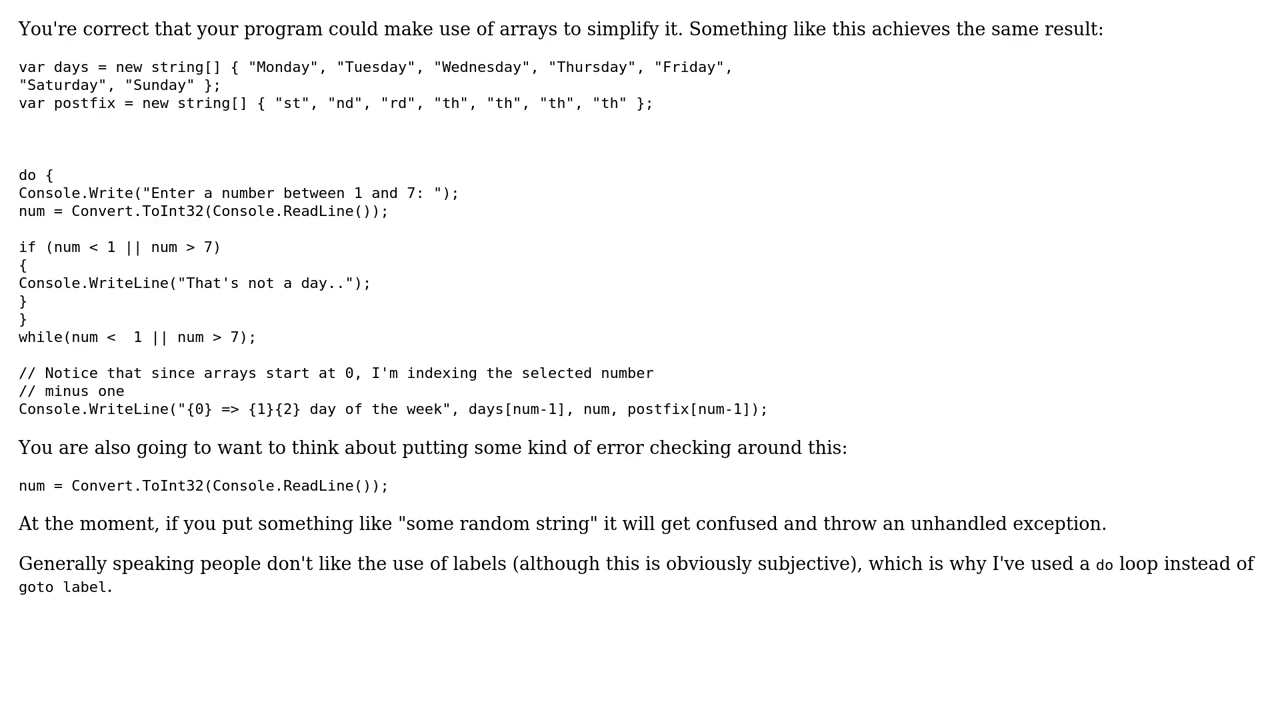 You're correct that your program could make use of arrays to simplify it. Something like this achieves the same result:
var days = new string[] { "Monday", "Tuesday", "Wednesday", "Thursday", "Friday",
"Saturday", "Sunday" };
var postfix = new string[] { "st", "nd", "rd", "th", "th", "th", "th" };
do {
Console.Write("Enter a number between 1 and 7: ");
num = Convert.ToInt32(Console.ReadLine());
if (num < 1 || num > 7)
{
Console.WriteLine("That's not a day..");
}
}
while(num <  1 || num > 7);
// Notice that since arrays start at 0, I'm indexing the selected number
// minus one
Console.WriteLine("{0} => {1}{2} day of the week", days[num-1], num, postfix[num-1]);
You are also going to want to think about putting some kind of error checking around this:
num = Convert.ToInt32(Console.ReadLine());
At the moment, if you put something like "some random string" it will get confused and throw an unhandled exception.
Generally speaking people don't like the use of labels (although this is obviously subjective), which is why I've used a do loop instead of
goto label.